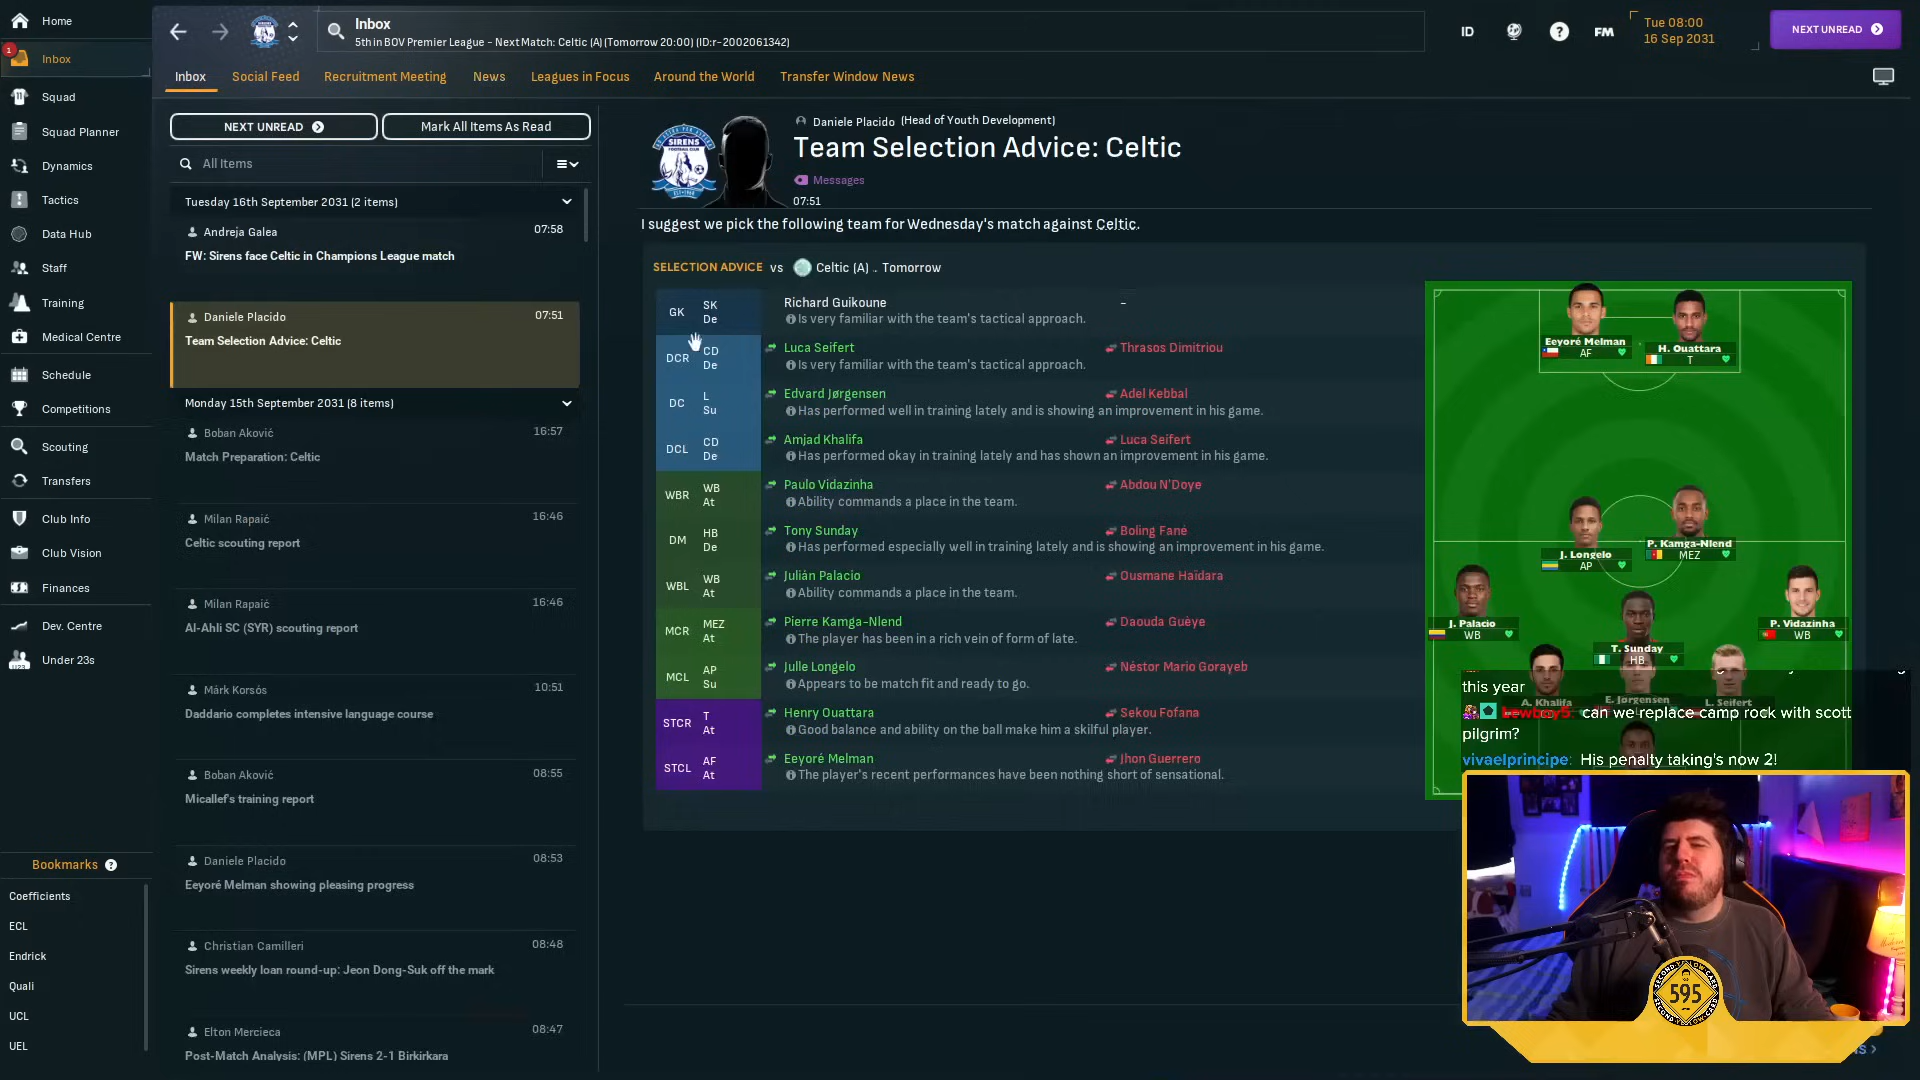 Home
Inbox
1
Squad
Squad Planner
Dynamics
Tactics
Data Hub
Staff
Training
Medical Centre
Schedule
Competitions
Scouting
Transfers
Club Info
Club Vision
Finances
Dev. Centre
Under 23s
Bookmarks
Coefficients
ECL
Endrick
Quali
UCL
UEL
Inbox
5th in BOV Premier League - Next Match: Celtic (A) (Tomorrow 20:00) (ID:r-2002061342)
ID
FM
Tue 08:00
16 Sep 2031
NEXT UNREAD
Inbox Social Feed Recruitment Meeting News Leagues in Focus Around the World Transfer Window News
NEXT UNREAD
Mark All Items As Read
All Items
Tuesday 16th September 2031 (2 items)
Andreja Galea 07:58
FW: Sirens face Celtic in Champions League match
Daniele Placido 07:51
Team Selection Advice: Celtic
Monday 15th September 2031 (8 items)
Boban Aković 16:57
Match Preparation: Celtic
Milan Rapaić 16:46
Celtic scouting report
Milan Rapaić 16:46
Al-Ahli SC (SYR) scouting report
Márk Korsós 10:51
Daddario completes intensive language course
Boban Aković 08:55
Micallef's training report
Daniele Placido 08:53
Eeyoré Melman showing pleasing progress
Christian Camilleri 08:48
Sirens weekly loan round-up: Jeon Dong-Suk off the mark
Elton Mercieca 08:47
Post-Match Analysis: (MPL) Sirens 2-1 Birkirkara
SIRENS
Daniele Placido (Head of Youth Development)
Team Selection Advice: Celtic
Messages
07:51
I suggest we pick the following team for Wednesday's match against Celtic.
SELECTION ADVICE vs Celtic (A) . Tomorrow
GK SK De Richard Guikoune -
Is very familiar with the team's tactical approach.
DCR CD De Luca Seifert Thrasos Dimitriou
Is very familiar with the team's tactical approach.
DC L Su Edvard Jørgensen Adel Kebbal
Has performed well in training lately and is showing an improvement in his game.
DCL CD De Amjad Khalifa Luca Seifert
Has performed okay in training lately and has shown an improvement in his game.
WBR WB At Paulo Vidazinha Abdou N'Doye
Ability commands a place in the team.
DM HB De Tony Sunday Boling Fané
Has performed especially well in training lately and is showing an improvement in his game.
WBL WB At Julián Palacio Ousmane Haïdara
Ability commands a place in the team.
MCR MEZ At Pierre Kamga-Nlend Daouda Guèye
The player has been in a rich vein of form of late.
MCL AP Su Julle Longelo Néstor Mario Gorayeb
Appears to be match fit and ready to go.
STCR T At Henry Ouattara Sekou Fofana
Good balance and ability on the ball make him a skilful player.
STCL AF At Eeyoré Melman Jhon Guerrero
The player's recent performances have been nothing short of sensational.
Eeyoré Melman
AF
H. Ouattara
T
J. Longelo
AP
P. Kamga-Nlend
MEZ
J. Palacio
WB
T. Sunday
HB
P. Vidazinha
WB
A. Khalifa
E. Jørgensen
L. Seifert
this year
can we replace camp rock with scott
pilgrim?
vivaelprincipe: His penalty taking's now 2!
595